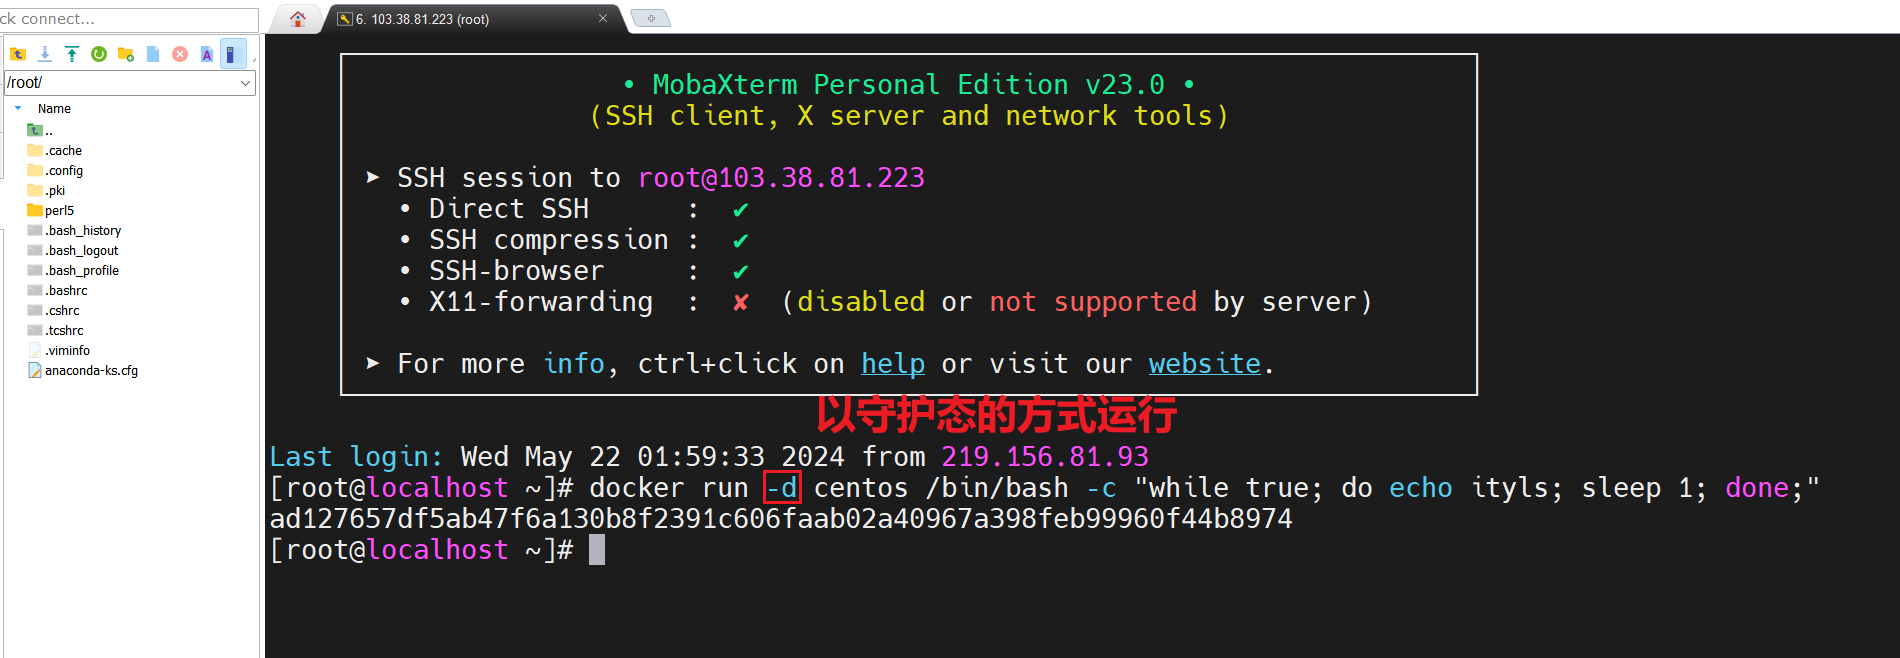 ck connect...
6. 103.38.81.223 (root)
/root/
Name
..
.cache
.config
.pki
perl5
.bash_history
.bash_logout
.bash_profile
.bashrc
.cshrc
.tcshrc
.viminfo
anaconda-ks.cfg
• MobaXterm Personal Edition v23.0 •
(SSH client, X server and network tools)
➤ SSH session to root@103.38.81.223
• Direct SSH : ✔
• SSH compression : ✔
• SSH-browser : ✔
• X11-forwarding : ✘ (disabled or not supported by server)
➤ For more info, ctrl+click on help or visit our website.
以守护态的方式运行
Last login: Wed May 22 01:59:33 2024 from 219.156.81.93
[root@localhost ~]# docker run -d centos /bin/bash -c "while true; do echo ityls; sleep 1; done;"
ad127657df5ab47f6a130b8f2391c606faab02a40967a398feb99960f44b8974
[root@localhost ~]#